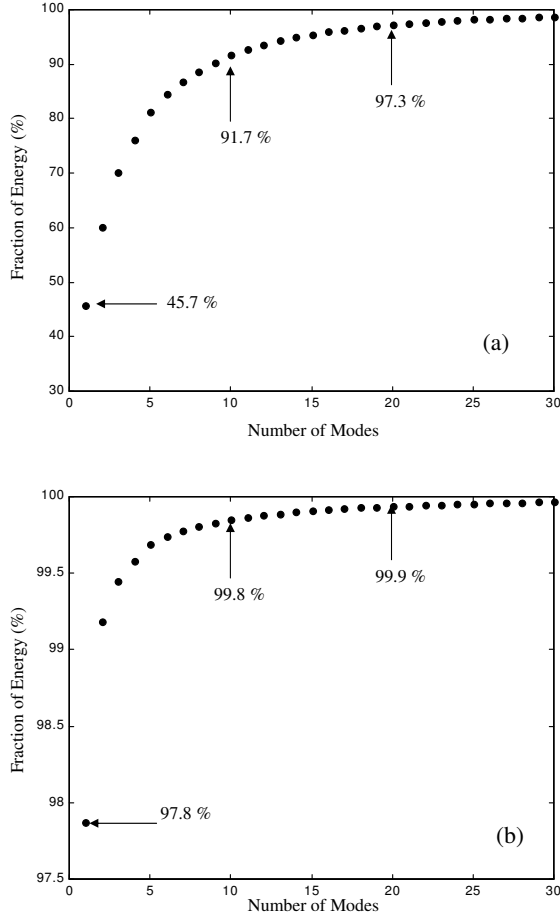 100
90
80
70
60
50
40
30
0 5 10 15 20 25 30
Fraction of Energy (%)
Number of Modes
45.7 %
91.7 %
97.3 %
(a)
100
99.5
99
98.5
98
97.5
0 5 10 15 20 25 30
Fraction of Energy (%)
Number of Modes
97.8 %
99.8 %
99.9 %
(b)